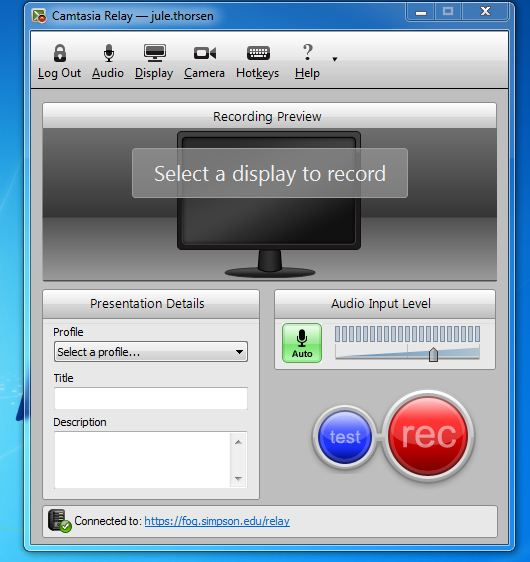 Camtasia Relay — jule.thorsen
Log Out Audio Display Camera Hotkeys Help
Recording Preview
Select a display to record
Presentation Details
Profile
Select a profile...
Title
Description
Audio Input Level
Auto
test
rec
Connected to: https://fog.simpson.edu/relay